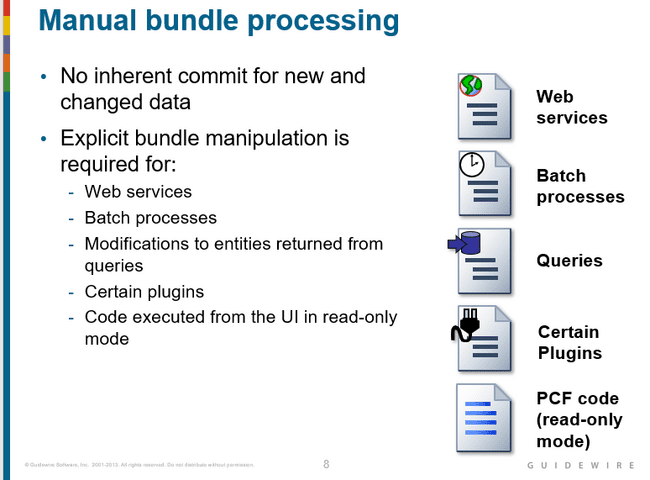 Manual bundle processing
• No inherent commit for new and
changed data
• Explicit bundle manipulation is
required for:
- Web services
- Batch processes
- Modifications to entities returned from
queries
- Certain plugins
- Code executed from the UI in read-only
mode
Web
services
Batch
processes
Queries
Certain
Plugins
PCF code
(read-only
mode)
© Guidewire Software, Inc. 2001-2013. All rights reserved. Do not distribute without permission.
8
GUIDEWIRE